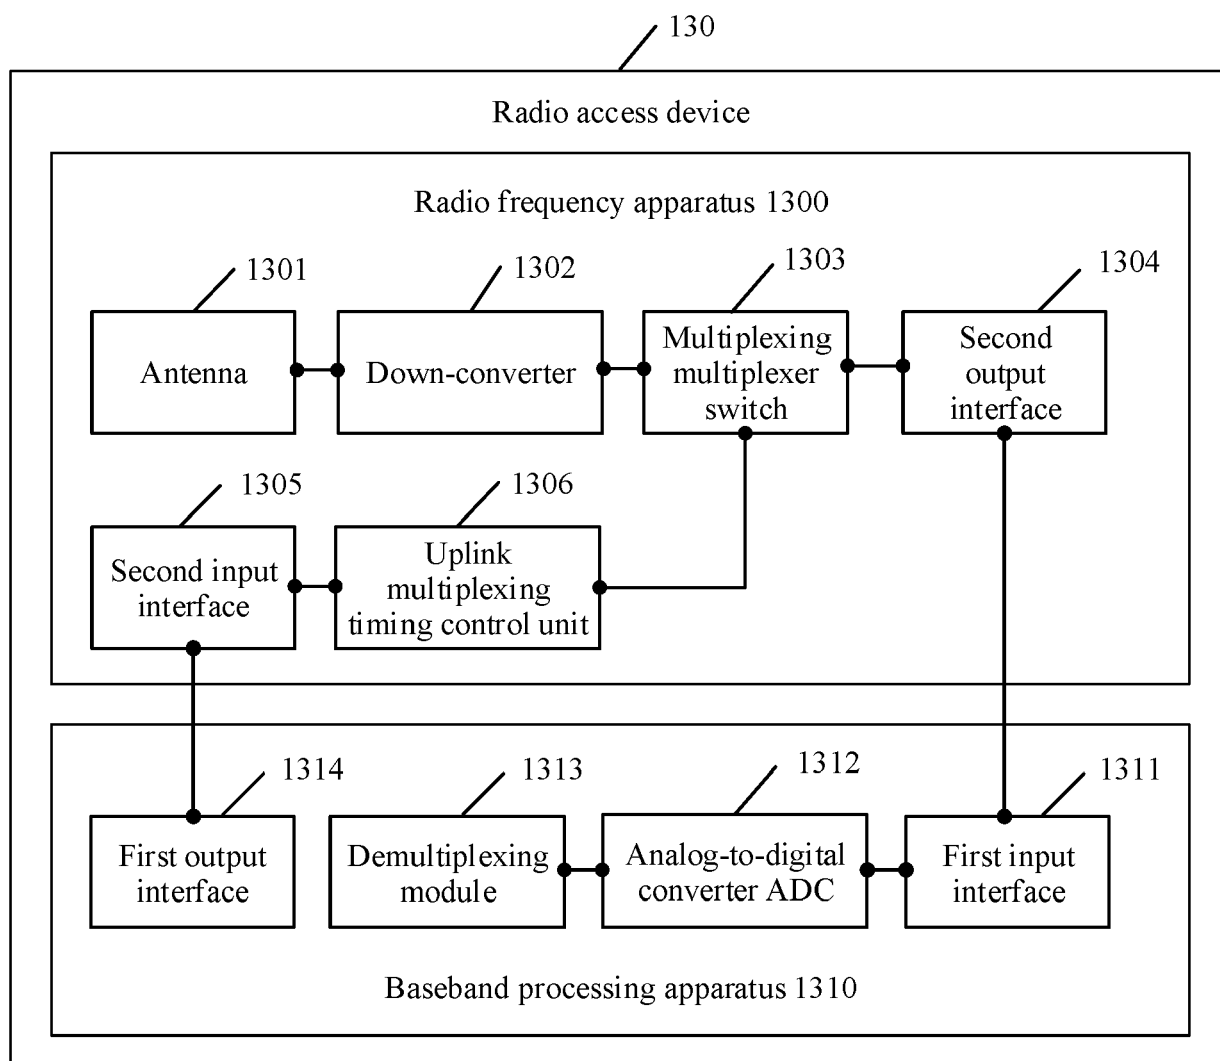 130
Radio access device
Radio frequency apparatus 1300
1301
1302
1303
1304
Antenna
Down-converter
Multiplexing
multiplexer
switch
Second
output
interface
1305
1306
Second input
interface
Uplink
multiplexing
timing control unit
1314
1313
1312
1311
First output
interface
Demultiplexing
module
Analog-to-digital
converter ADC
First input
interface
Baseband processing apparatus 1310